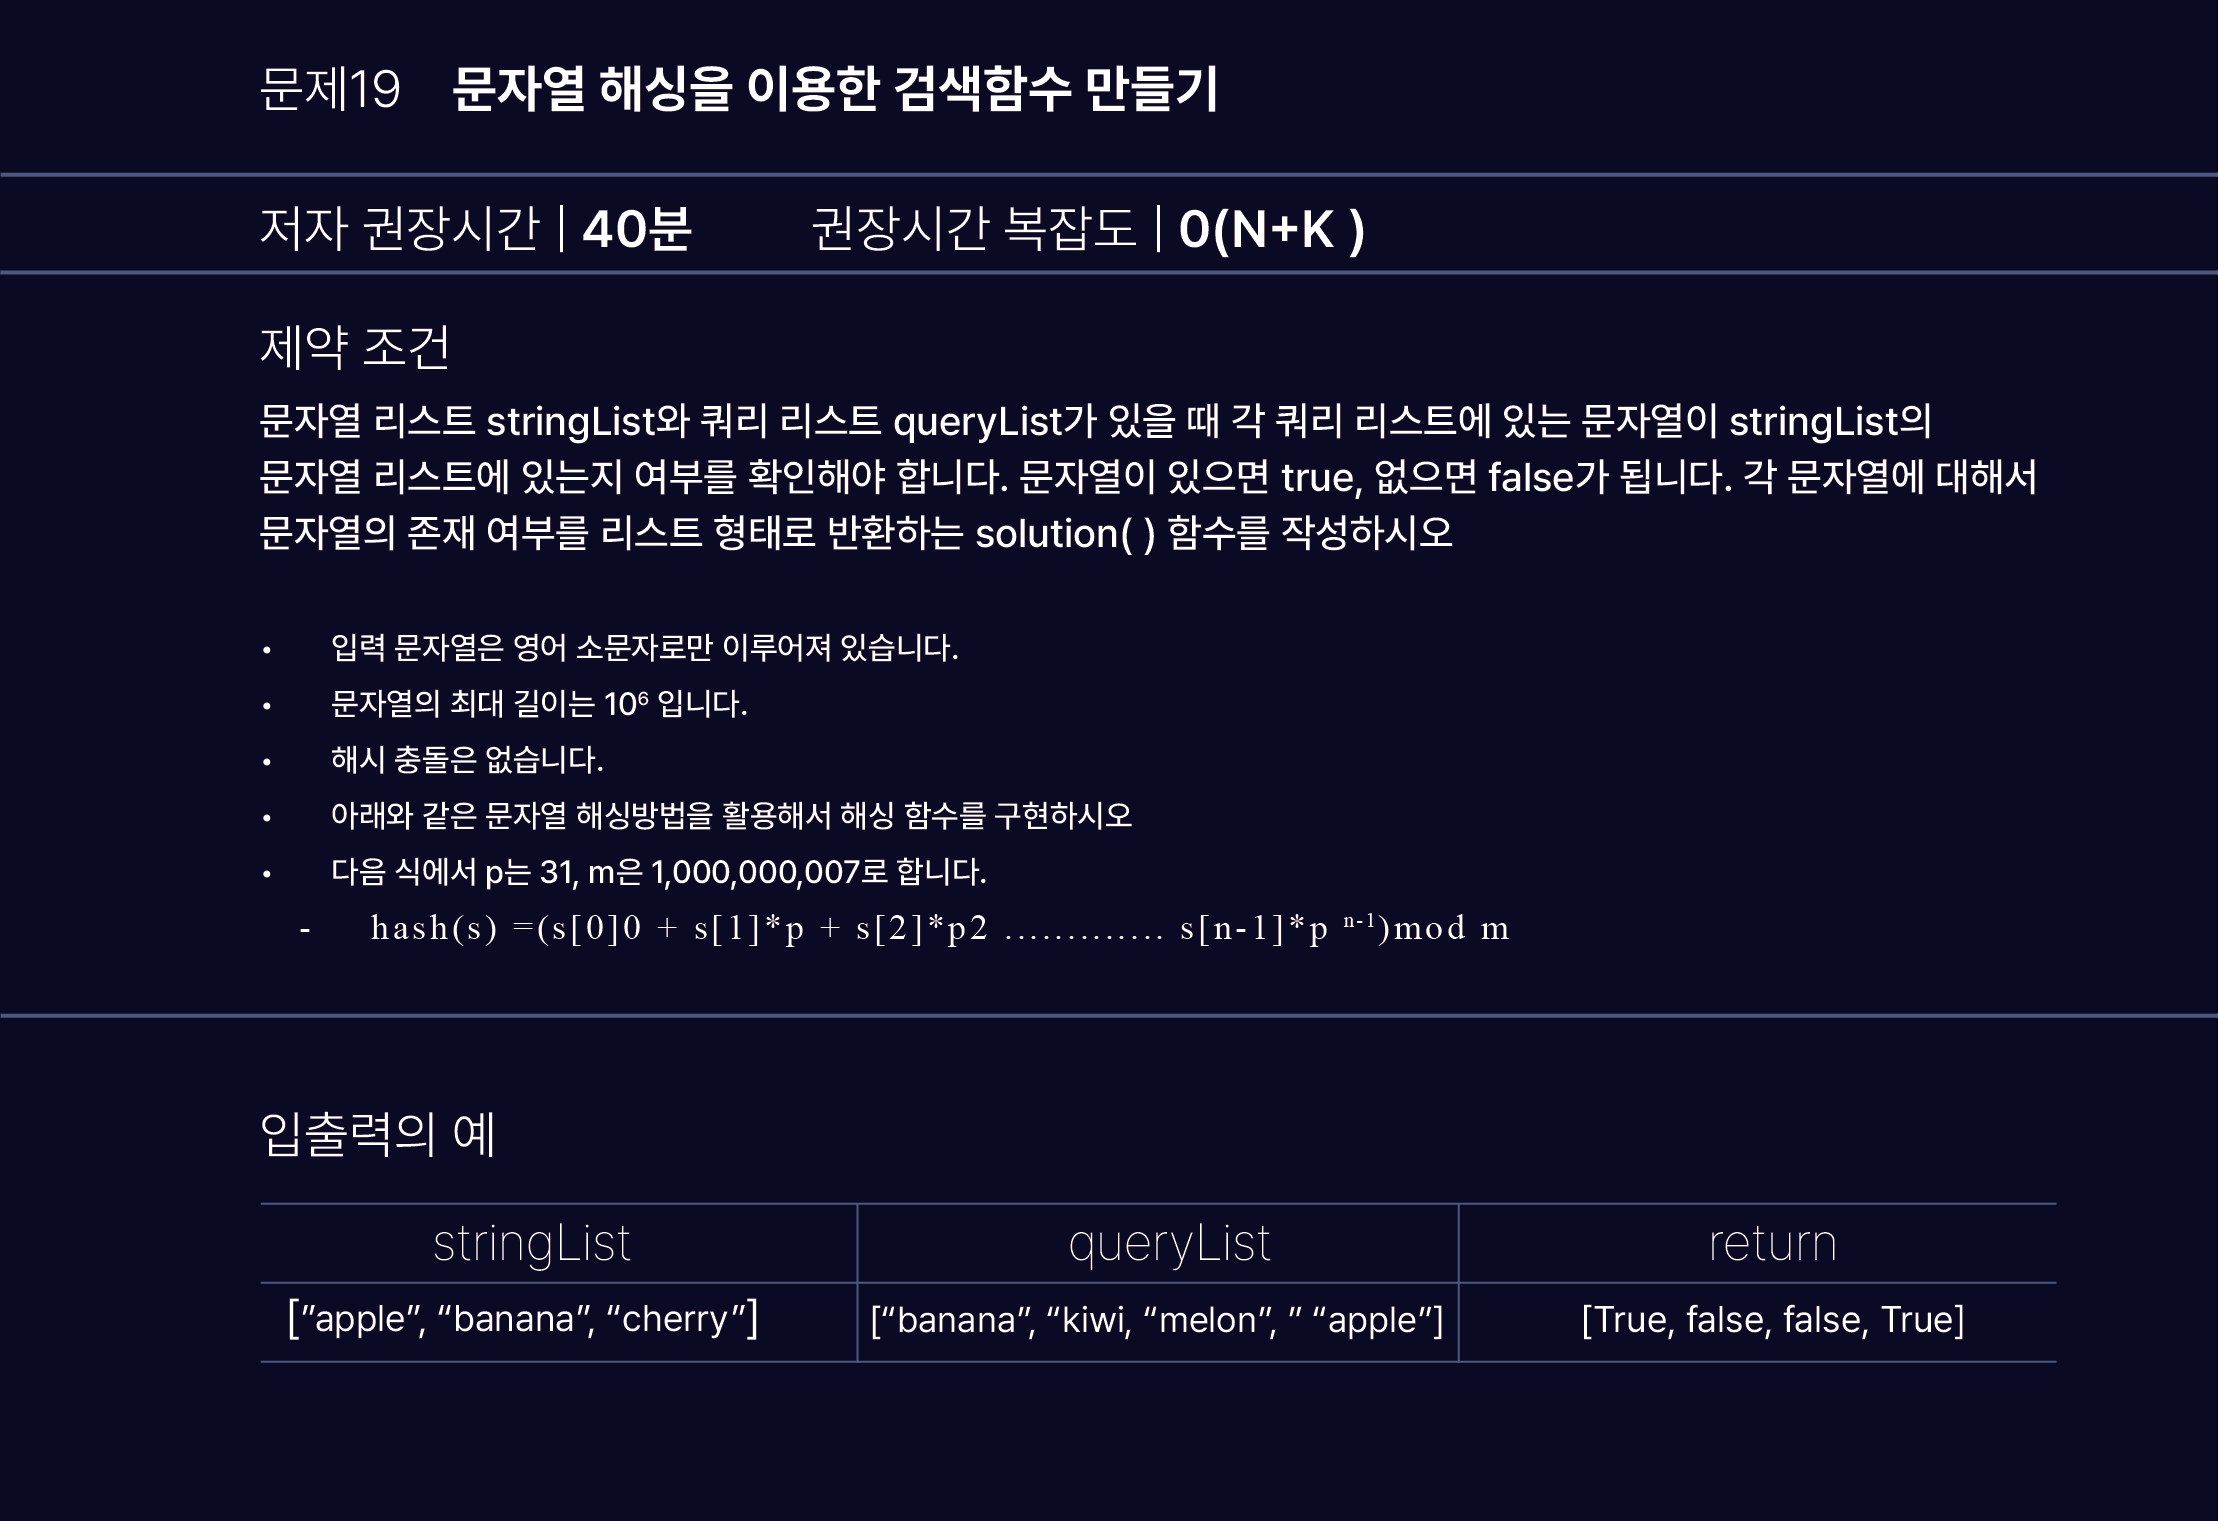 문제19 문자열 해싱을 이용한 검색함수 만들기
저자 권장시간 | 40분 권장시간 복잡도 | 0(N+K )
제약 조건
문자열 리스트 stringList와 쿼리 리스트 queryList가 있을 때 각 쿼리 리스트에 있는 문자열이 stringList의
문자열 리스트에 있는지 여부를 확인해야 합니다. 문자열이 있으면 true, 없으면 false가 됩니다. 각 문자열에 대해서
문자열의 존재 여부를 리스트 형태로 반환하는 solution( ) 함수를 작성하시오
• 입력 문자열은 영어 소문자로만 이루어져 있습니다.
• 문자열의 최대 길이는 10⁶ 입니다.
• 해시 충돌은 없습니다.
• 아래와 같은 문자열 해싱방법을 활용해서 해싱 함수를 구현하시오
• 다음 식에서 p는 31, m은 1,000,000,007로 합니다.
- hash(s) =(s[0]0 + s[1]*p + s[2]*p2 ............. s[n-1]*p ⁿ⁻¹)mod m
입출력의 예
stringList queryList return
[”apple”, “banana”, “cherry”] [“banana”, “kiwi, “melon”, ” “apple”] [True, false, false, True]